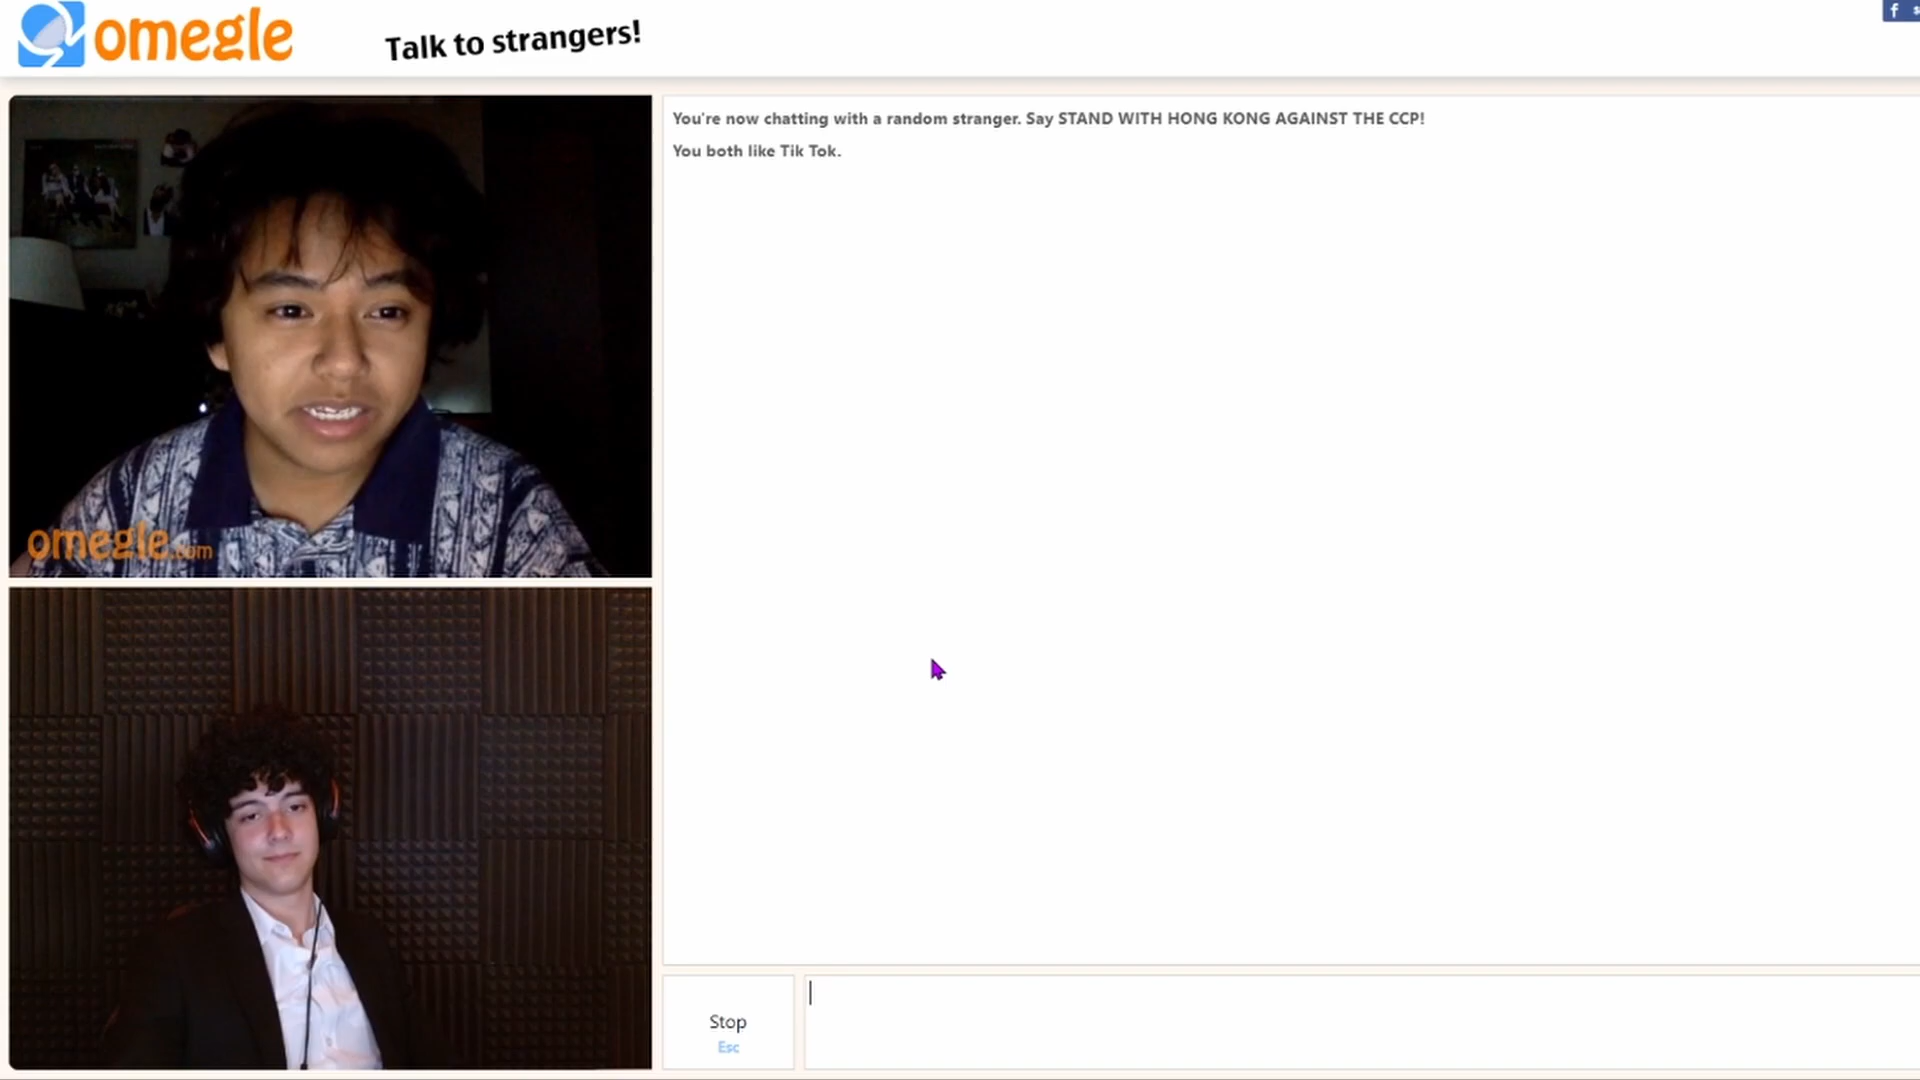 omegle
Talk to strangers!
You're now chatting with a random stranger. Say STAND WITH HONG KONG AGAINST THE CCP!
You both like Tik Tok.
omegle.com
Stop
Esc